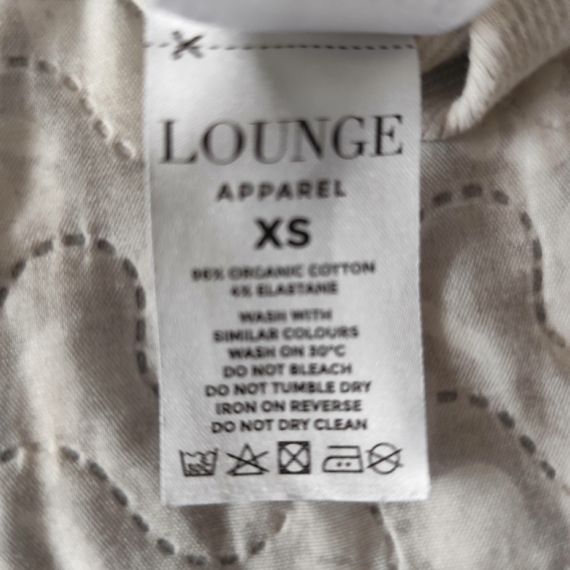 LOUNGE
APPAREL
XS
96% ORGANIC COTTON
4% ELASTANE
WASH WITH
SIMILAR COLOURS
WASH ON 30°C
DO NOT BLEACH
DO NOT TUMBLE DRY
IRON ON REVERSE
DO NOT DRY CLEAN